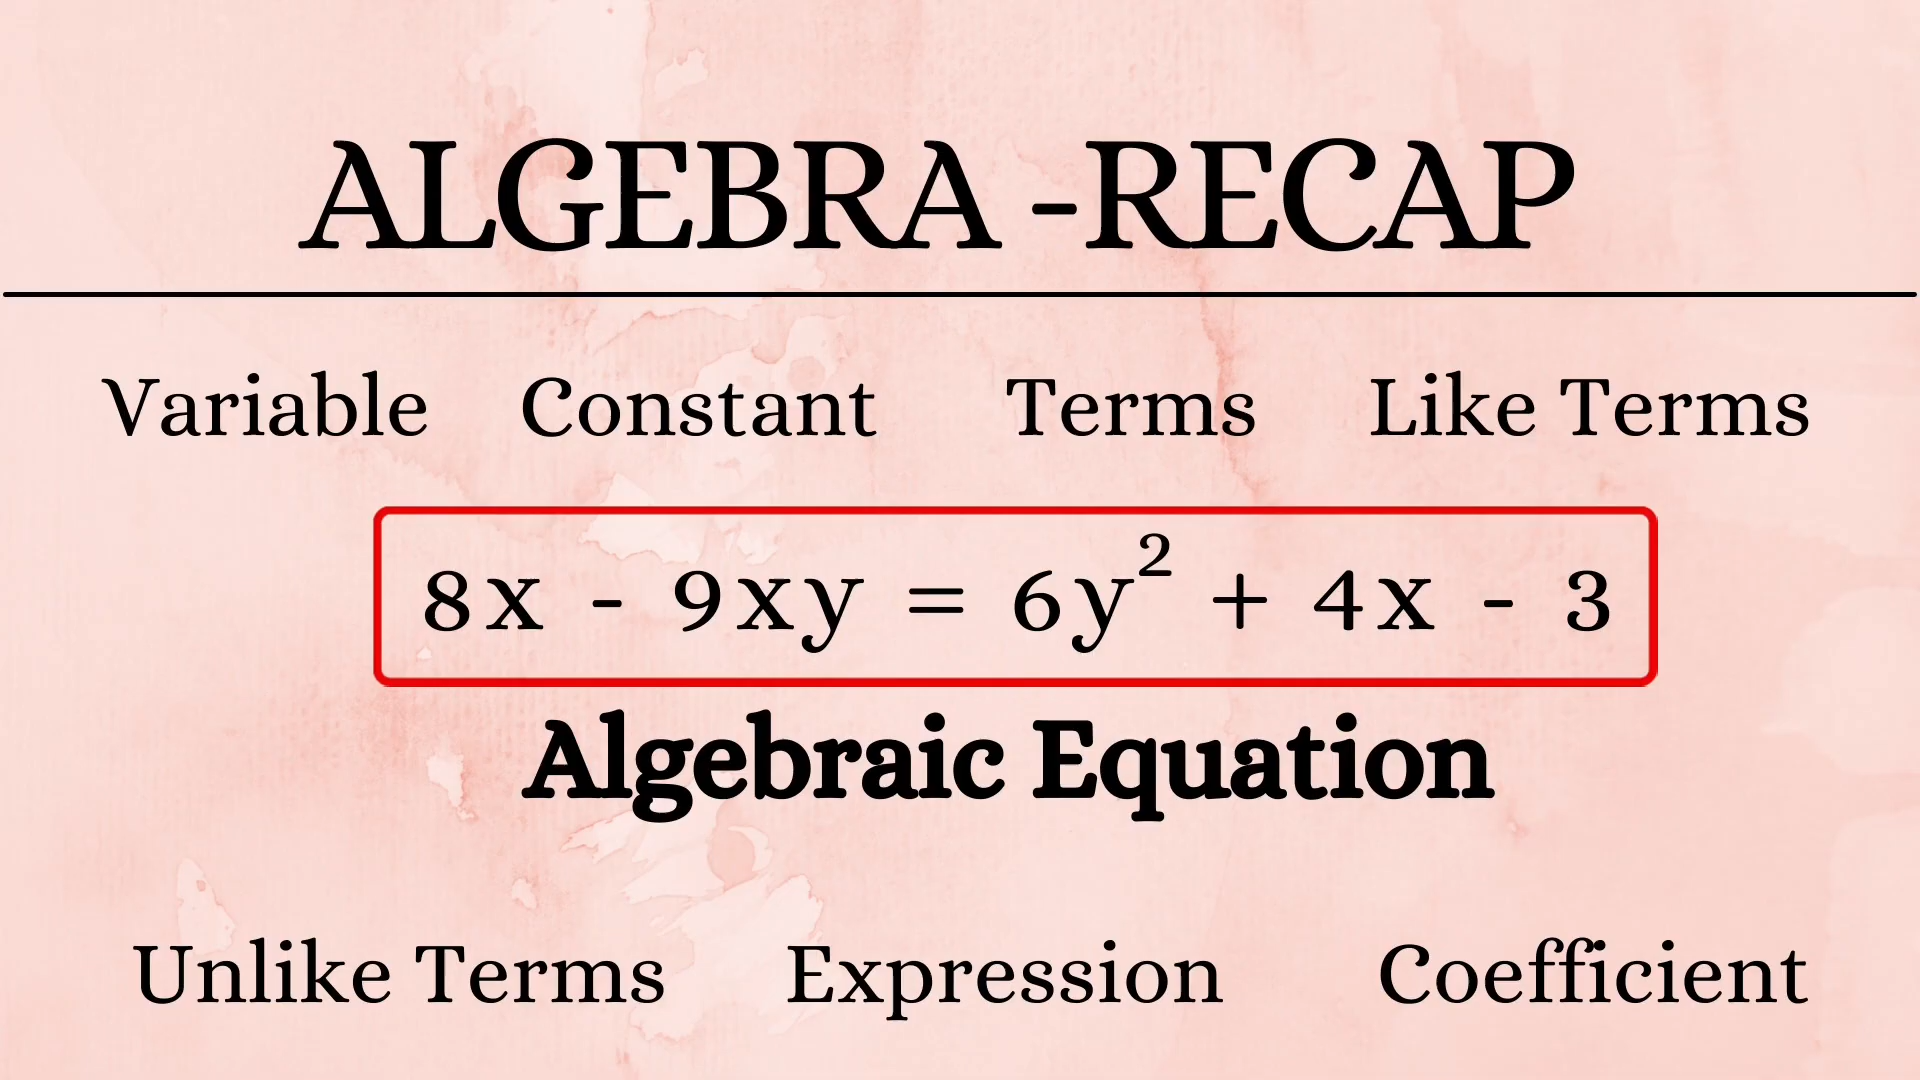 ALGEBRA -RECAP
Variable Constant Terms Like Terms
8x - 9xy = 6y² + 4x - 3
Algebraic Equation
Unlike Terms Expression Coefficient